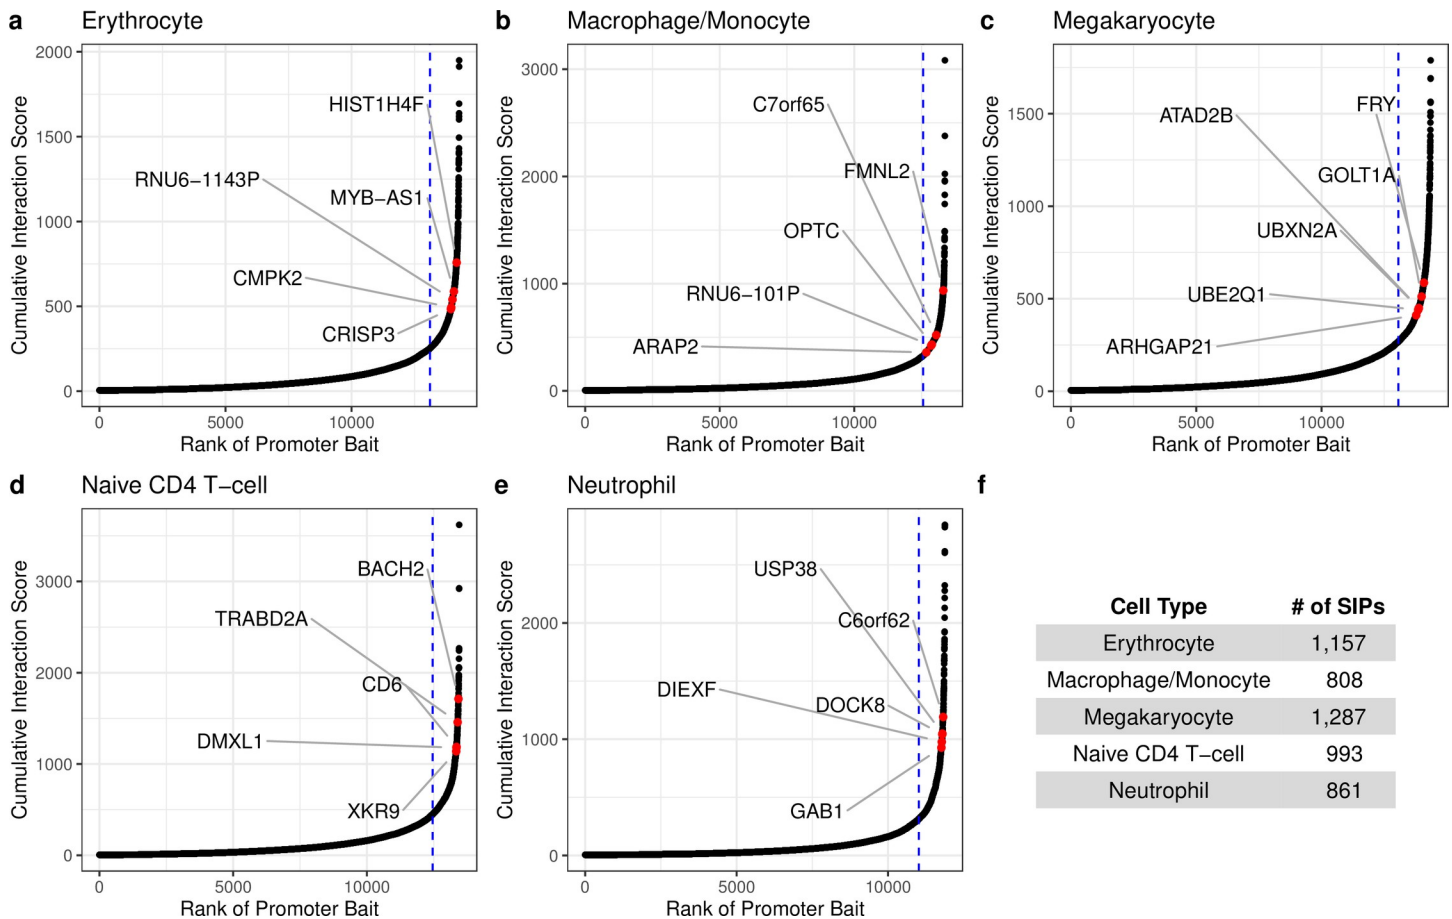 a Erythrocyte
2000
1500
1000
500
0
Cumulative Interaction Score
HIST1H4F
RNU6−1143P
MYB−AS1
CMPK2
CRISP3
0 5000 10000
Rank of Promoter Bait
b Macrophage/Monocyte
3000
2000
1000
0
Cumulative Interaction Score
C7orf65
FMNL2
OPTC
RNU6−101P
ARAP2
0 5000 10000
Rank of Promoter Bait
c Megakaryocyte
1500
1000
500
0
Cumulative Interaction Score
FRY
ATAD2B
GOLT1A
UBXN2A
UBE2Q1
ARHGAP21
0 5000 10000
Rank of Promoter Bait
d Naive CD4 T−cell
3000
2000
1000
0
Cumulative Interaction Score
BACH2
TRABD2A
CD6
DMXL1
XKR9
0 5000 10000
Rank of Promoter Bait
e Neutrophil
2000
1000
0
Cumulative Interaction Score
USP38
C6orf62
DIEXF
DOCK8
GAB1
0 5000 10000
Rank of Promoter Bait
f
Cell Type # of SIPs
Erythrocyte 1,157
Macrophage/Monocyte 808
Megakaryocyte 1,287
Naive CD4 T−cell 993
Neutrophil 861